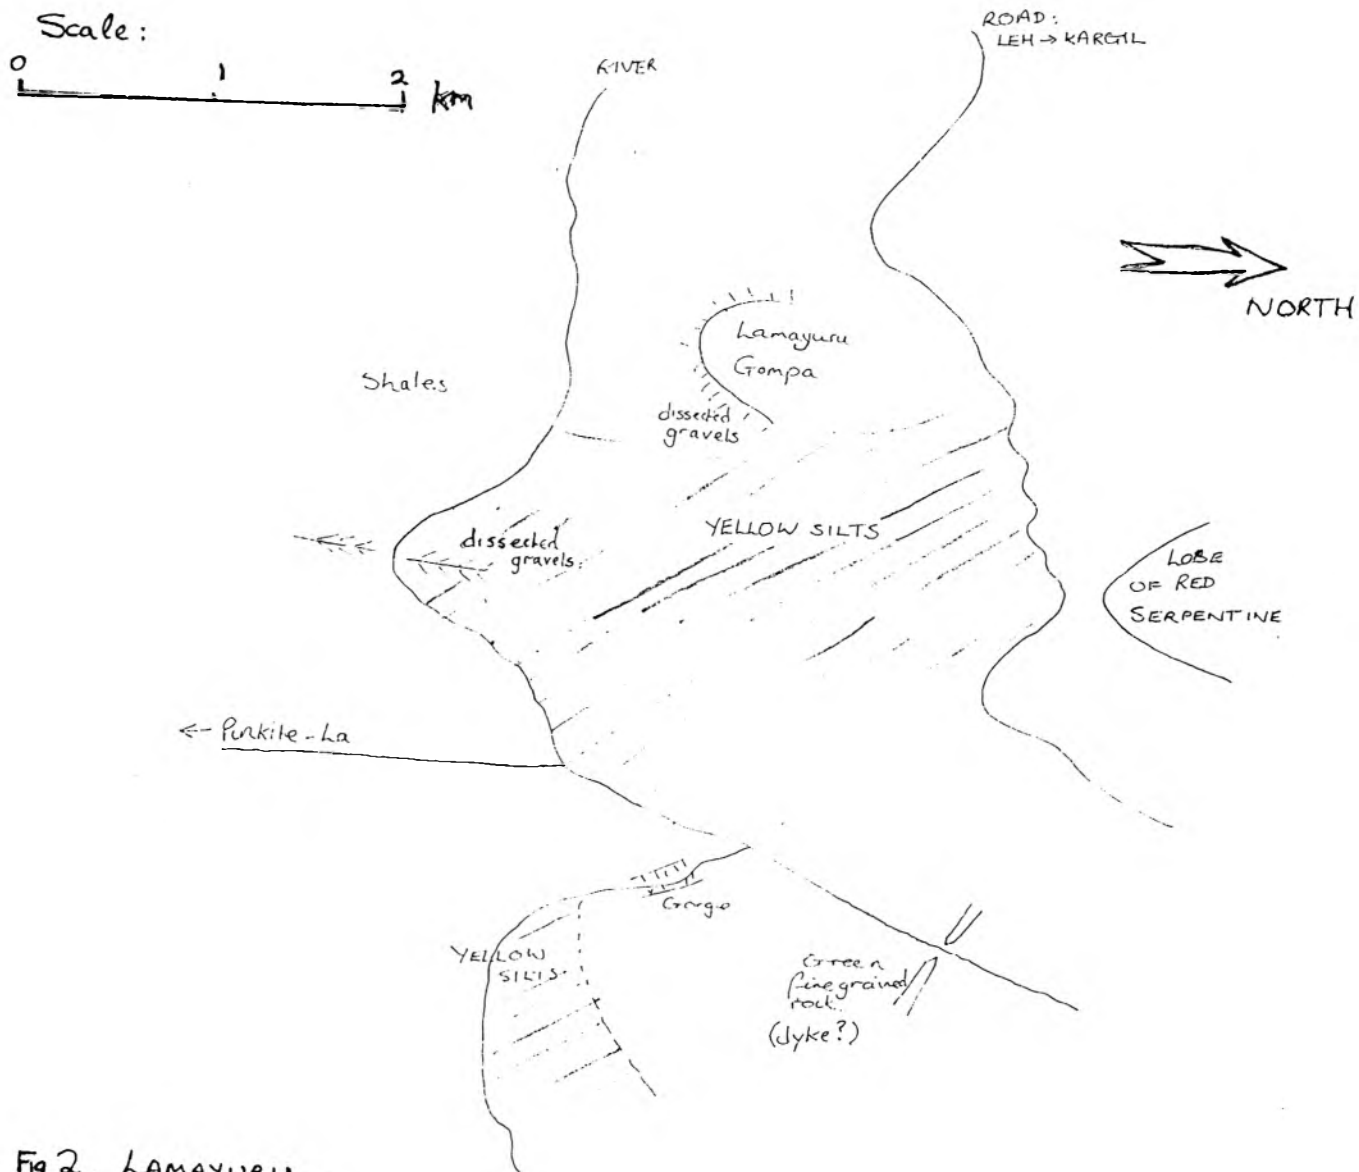 Scale:
0 1 2 km
RIVER
ROAD:
LEH → KARGIL
NORTH
Lamayuru
Gompa
Shales
dissected
gravels
YELLOW SILTS
dissected
gravels.
LOBE
OF RED
SERPENTINE
← Purkite-La
Gorge
YELLOW
SILTS.
Green
fine grained
rock.
(dyke?)
Fig 2 LAMAYURU